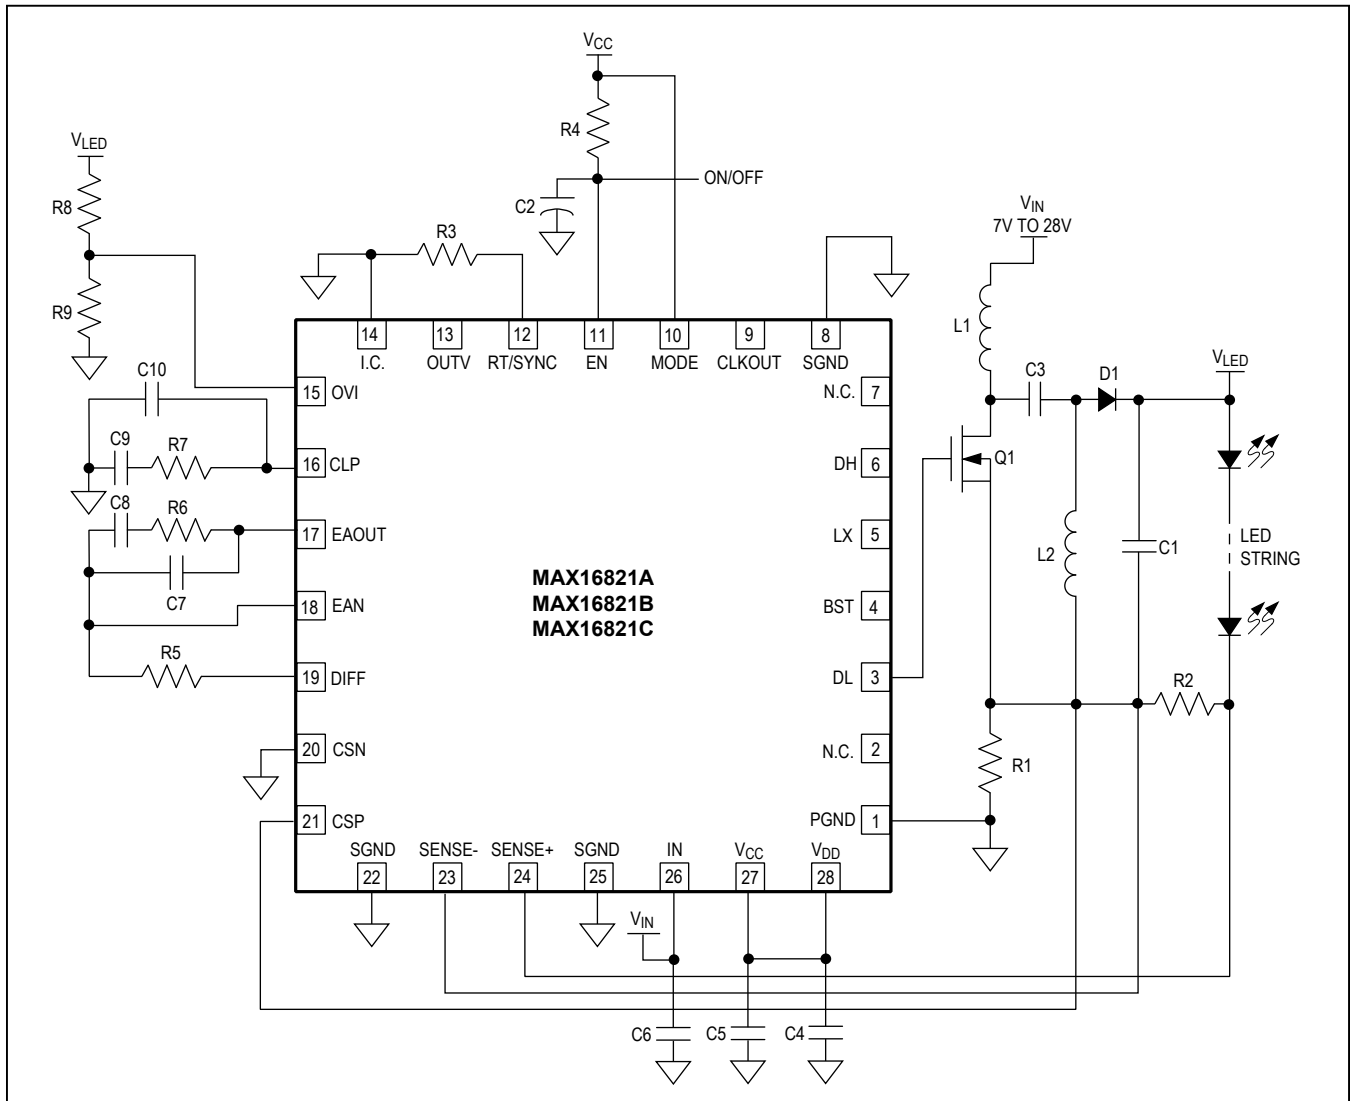 VCC
R4
ON/OFF
C2
VLED
R8
R9
R3
VIN
7V TO 28V
L1
14 13 12 11 10 9 8
I.C. OUTV RT/SYNC EN MODE CLKOUT SGND
C10
15 OVI
N.C. 7
C3
D1
VLED
C9
R7
16 CLP
DH 6
Q1
C8
R6
17 EAOUT
LX 5
L2
C1
LED
STRING
C7
MAX16821A
MAX16821B
MAX16821C
18 EAN
BST 4
R5
19 DIFF
DL 3
R2
20 CSN
N.C. 2
R1
21 CSP
PGND 1
SGND SENSE- SENSE+ SGND IN VCC VDD
22 23 24 25 26 27 28
VIN
C6
C5
C4